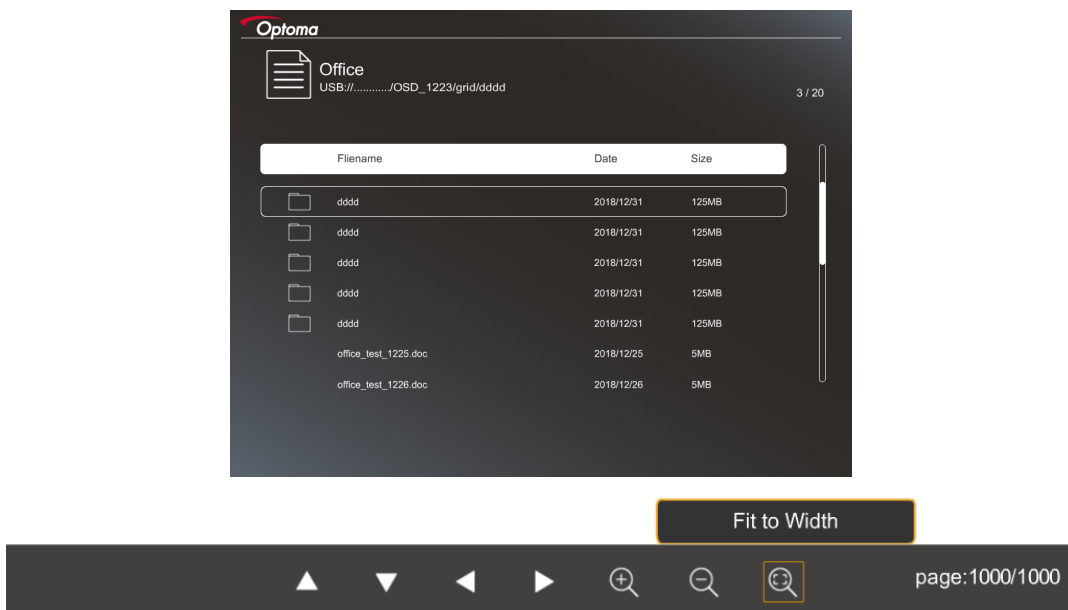 Optoma
Office
USB://.........../OSD_1223/grid/dddd
3 / 20
Fliename Date Size
dddd 2018/12/31 125MB
dddd 2018/12/31 125MB
dddd 2018/12/31 125MB
dddd 2018/12/31 125MB
dddd 2018/12/31 125MB
office_test_1225.doc 2018/12/25 5MB
office_test_1226.doc 2018/12/26 5MB
Fit to Width
page:1000/1000